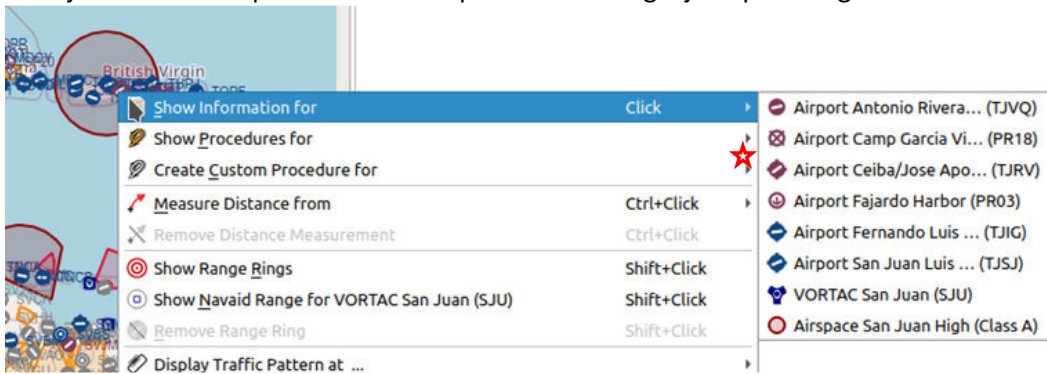 British Virgin
Show Information for Click
Show Procedures for
Create Custom Procedure for
Measure Distance from Ctrl+Click
Remove Distance Measurement Ctrl+Click
Show Range Rings Shift+Click
Show Navaid Range for VORTAC San Juan (SJU) Shift+Click
Remove Range Ring Shift+Click
Display Traffic Pattern at ...
Airport Antonio Rivera... (TJVQ)
Airport Camp Garcia Vi... (PR18)
Airport Ceiba/Jose Apo... (TJRV)
Airport Fajardo Harbor (PR03)
Airport Fernando Luis ... (TJIG)
Airport San Juan Luis ... (TJSJ)
VORTAC San Juan (SJU)
Airspace San Juan High (Class A)